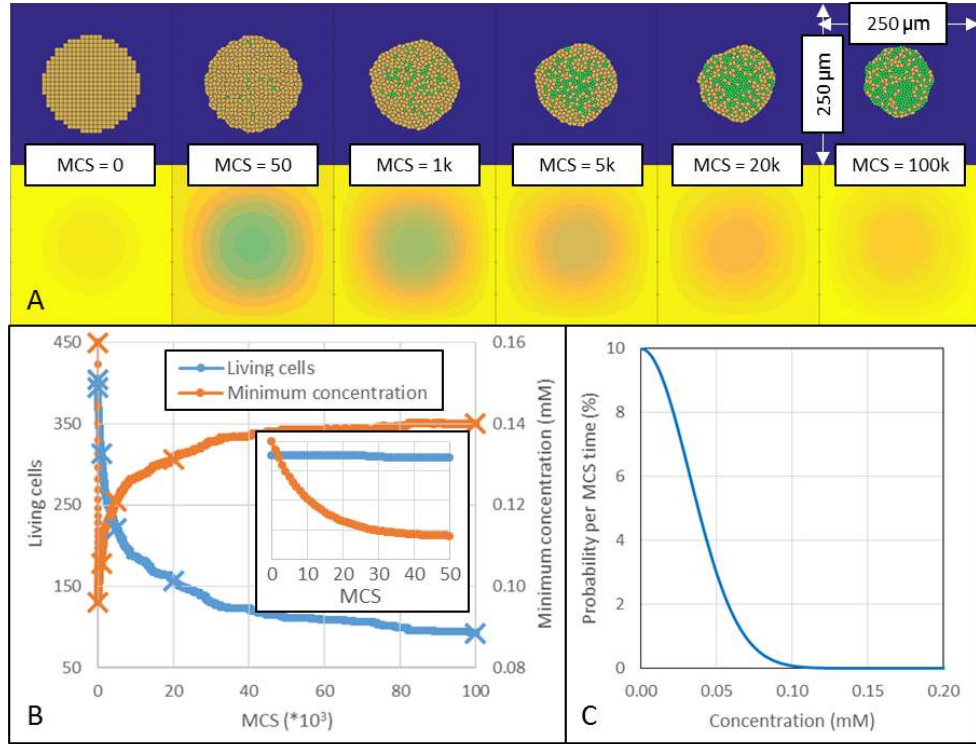 250 µm
250 µm
MCS = 0
MCS = 50
MCS = 1k
MCS = 5k
MCS = 20k
MCS = 100k
A
450
350
250
150
50
Living cells
Living cells
Minimum concentration
0.16
0.14
0.12
0.10
0.08
Minimum concentration (mM)
0
10
20
30
40
50
MCS
0
20
40
60
80
100
MCS (*10³)
B
10
8
6
4
2
0
Probability per MCS time (%)
0.00
0.05
0.10
0.15
0.20
Concentration (mM)
C